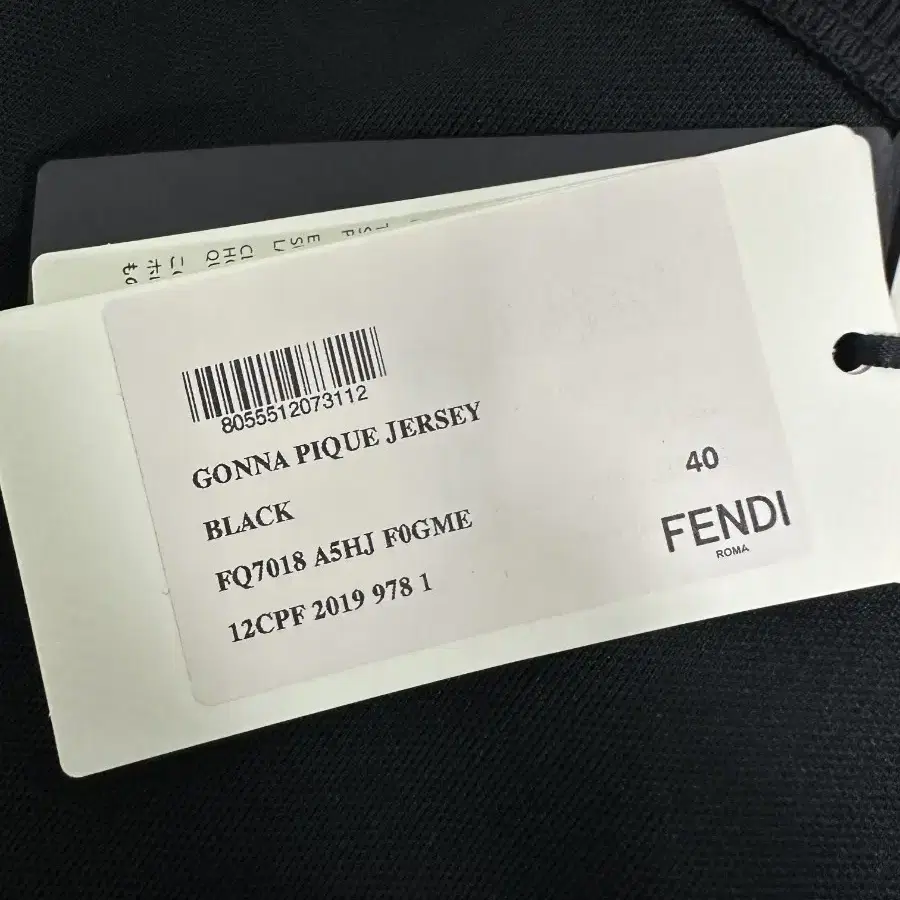 8055512073112
GONNA PIQUE JERSEY
BLACK
FQ7018 A5HJ F0GME
12CPF 2019 978 1
40
FENDI
ROMA